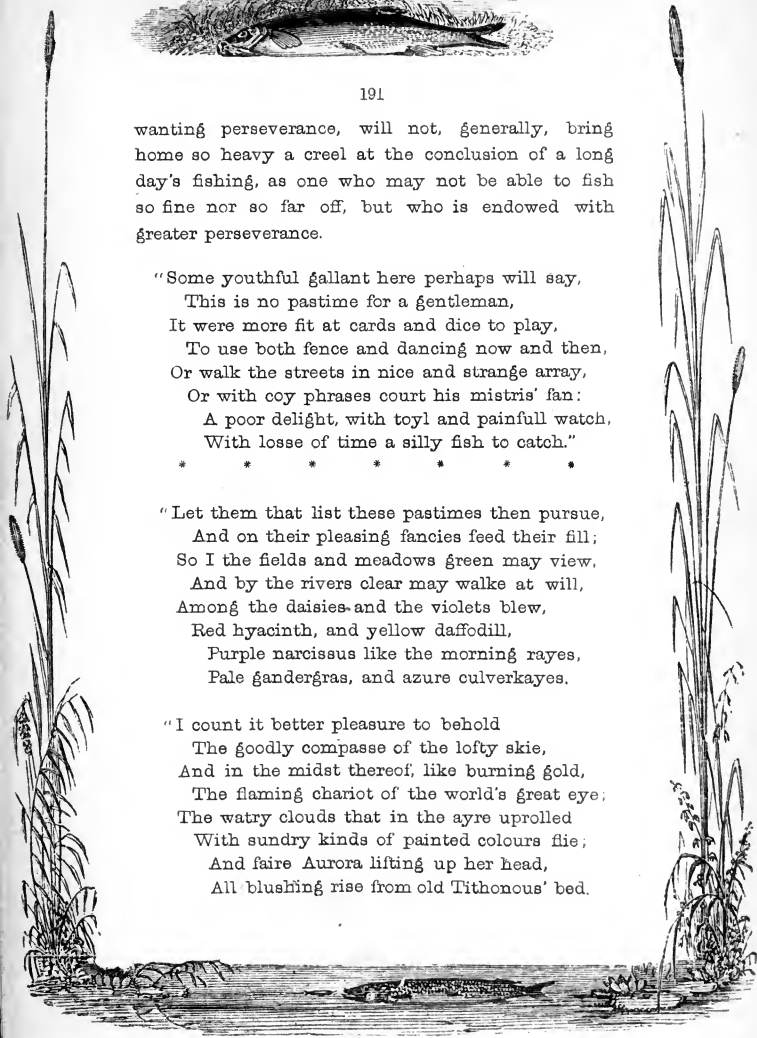 191
wanting perseverance, will not, generally, bring
home so heavy a creel at the conclusion of a long
day's fishing, as one who may not be able to fish
so fine nor so far off, but who is endowed with
greater perseverance.
"Some youthful gallant here perhaps will say,
This is no pastime for a gentleman,
It were more fit at cards and dice to play,
To use both fence and dancing now and then,
Or walk the streets in nice and strange array,
Or with coy phrases court his mistris' fan:
A poor delight, with toyl and painfull watch,
With losse of time a silly fish to catch."
* * * * * * *
"Let them that list these pastimes then pursue,
And on their pleasing fancies feed their fill;
So I the fields and meadows green may view,
And by the rivers clear may walke at will,
Among the daisies and the violets blew,
Red hyacinth, and yellow daffodill,
Purple narcissus like the morning rayes,
Pale gandergras, and azure culverkayes.
"I count it better pleasure to behold
The goodly compasse of the lofty skie,
And in the midst thereof, like burning gold,
The flaming chariot of the world's great eye;
The watry clouds that in the ayre uprolled
With sundry kinds of painted colours flie;
And faire Aurora lifting up her head,
All blushing rise from old Tithonous' bed.